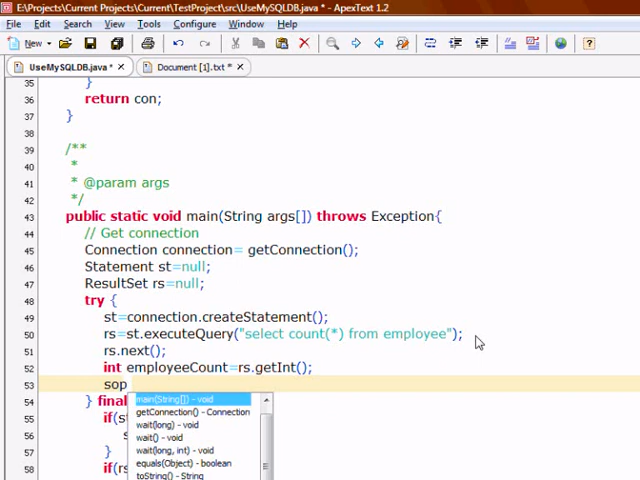 E:\Projects\Current Projects\Current\TestProject\src\UseMySQLDB.java * - ApexText 1.2
File Edit Search View Tools Configure Window Help
New
UseMySQLDB.java * × Document [1].txt * ×
35 }
36 return con;
37 }
38
39 /**
40 *
41 * @param args
42 */
43 public static void main(String args[]) throws Exception{
44 // Get connection
45 Connection connection= getConnection();
46 Statement st=null;
47 ResultSet rs=null;
48 try {
49 st=connection.createStatement();
50 rs=st.executeQuery("select count(*) from employee");
51 rs.next();
52 int employeeCount=rs.getInt();
53 sop
main(String[]) - void
54 } final
getConnection() - Connection
55 if(st
wait(long) - void
56 s
wait() - void
57 }
wait(long, int) - void
58 if(rs
equals(Object) - boolean
toString() - String